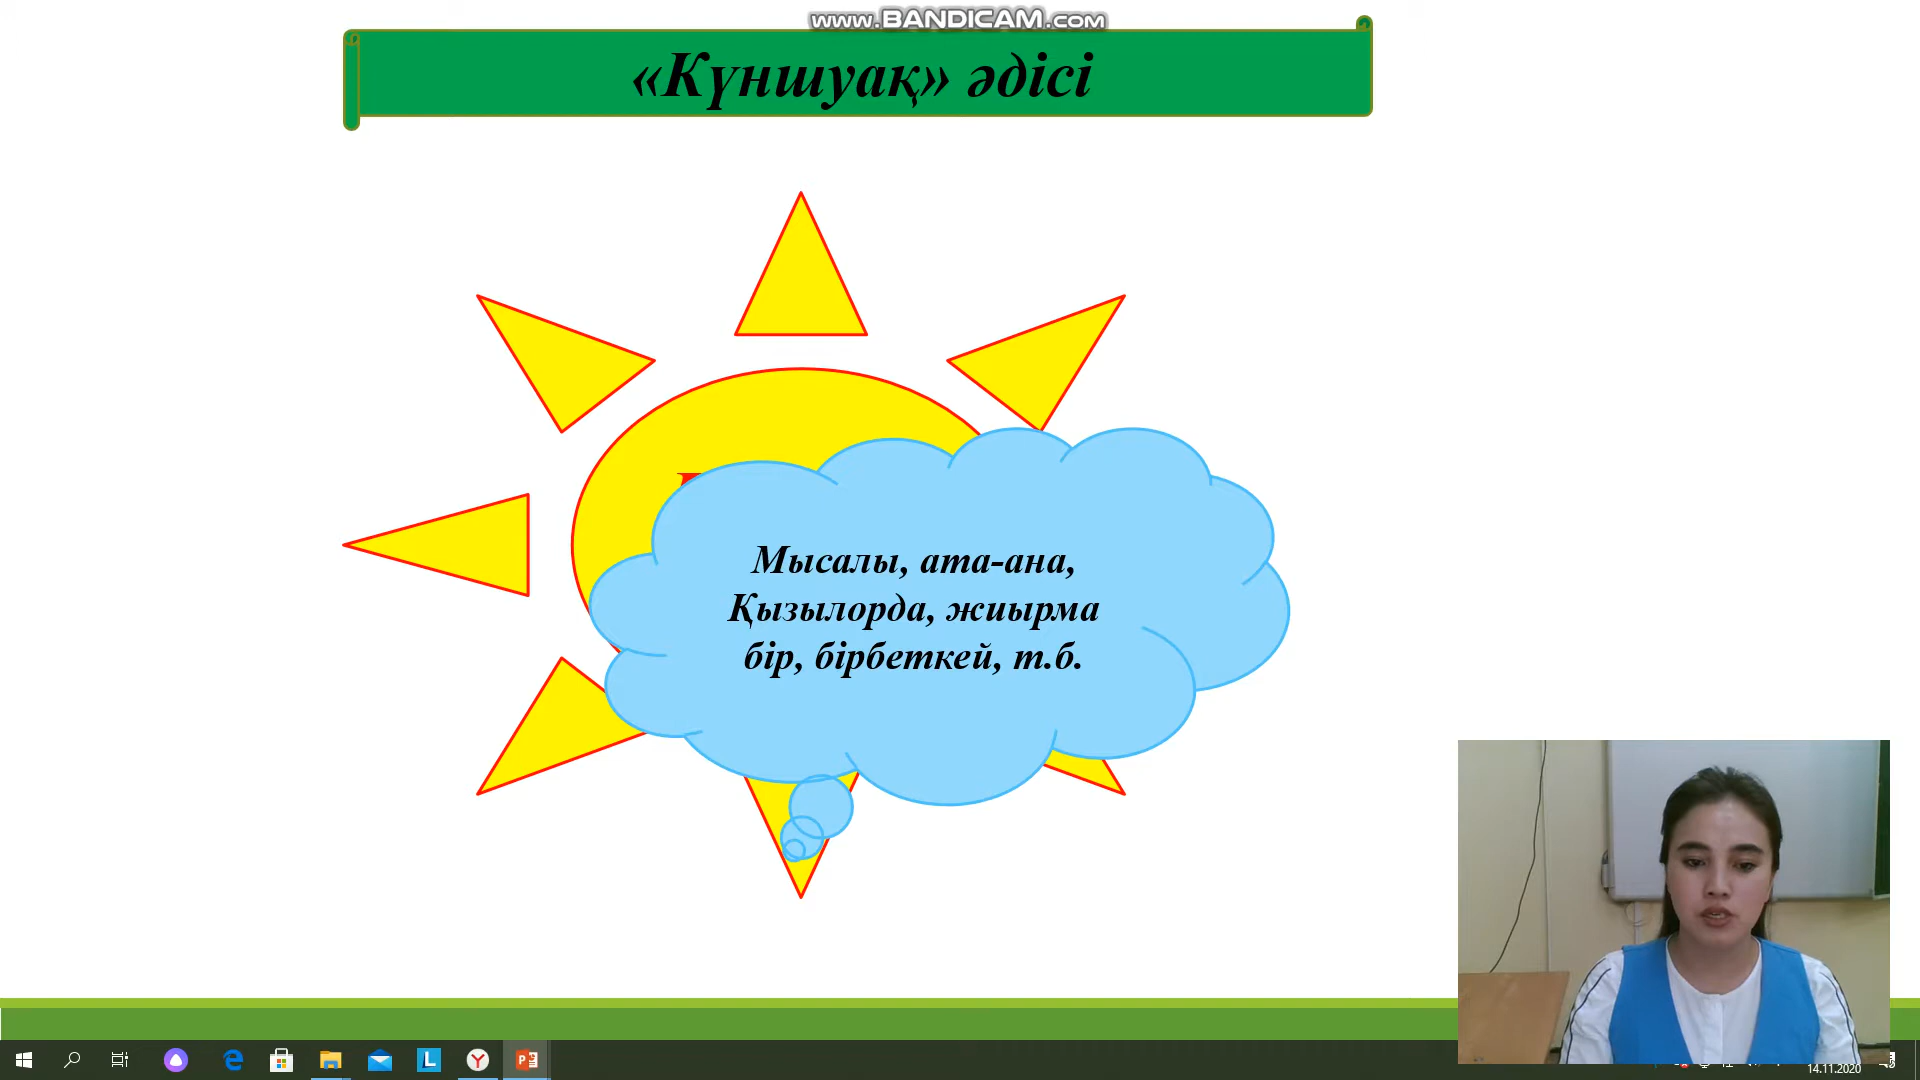 www.BANDICAM.com
«Күншуақ» әдісі
Мысалы, ата-ана,
Қызылорда, жиырма
бір, бірбеткей, т.б.
14.11.2020